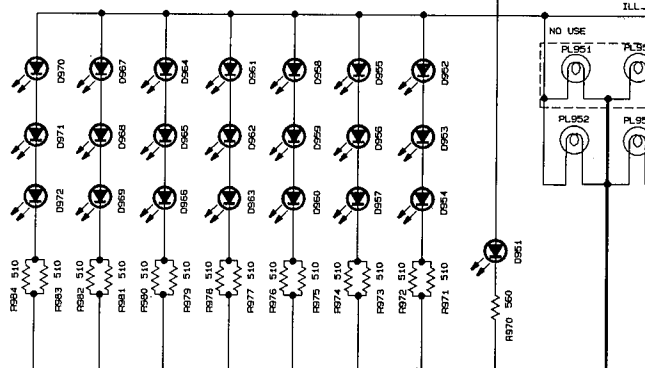 ILL
NO USE
PL951
D970
D967
D964
D961
D958
D955
D952
PL952
D971
D968
D965
D962
D959
D956
D953
D972
D969
D966
D963
D960
D957
D954
D951
510
510
510
510
510
510
510
510
510
510
510
510
510
510
560
R984
R983
R982
R981
R980
R979
R978
R977
R976
R975
R974
R973
R972
R971
R970